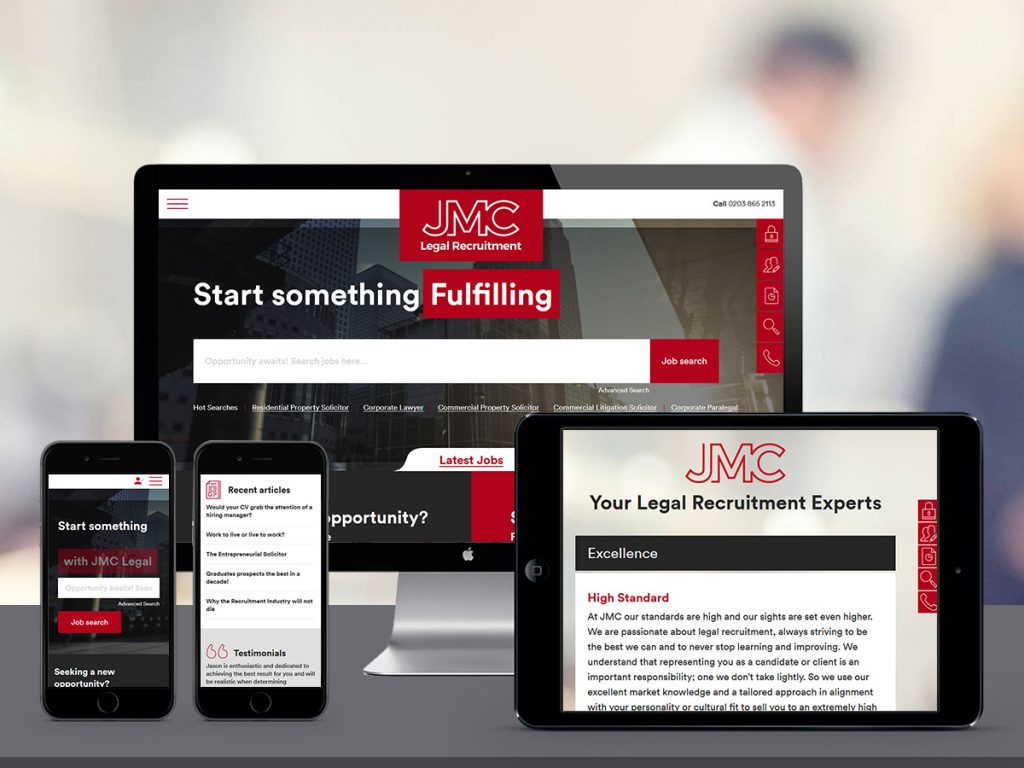 Call 0203 865 2113
JMC
Legal Recruitment
Start something Fulfilling
Opportunity awaits! Search jobs here...
Job search
Advanced Search
Hot Searches | Residential Property Solicitor | Corporate Lawyer | Commercial Property Solicitor | Commercial Litigation Solicitor | Corporate Paralegal
Latest Jobs
opportunity?
Start something
with JMC Legal
Opportunity awaits! Sear
Advanced Search
Job search
Seeking a new
opportunity?
Recent articles
Would your CV grab the attention of a
hiring manager?
Work to live or live to work?
The Entrepreneurial Solicitor
Graduates prospects the best in a
decade!
Why the Recruitment Industry will not
die
Testimonials
Jason is enthusiastic and dedicated to
achieving the best result for you and will
be realistic when determining
JMC
Your Legal Recruitment Experts
Excellence
High Standard
At JMC our standards are high and our sights are set even higher.
We are passionate about legal recruitment, always striving to be
the best we can and to never stop learning and improving. We
understand that representing you as a candidate or client is an
important responsibility; one we don't take lightly. So we use our
excellent market knowledge and a tailored approach in alignment
with your personality or cultural fit to sell you to an extremely high